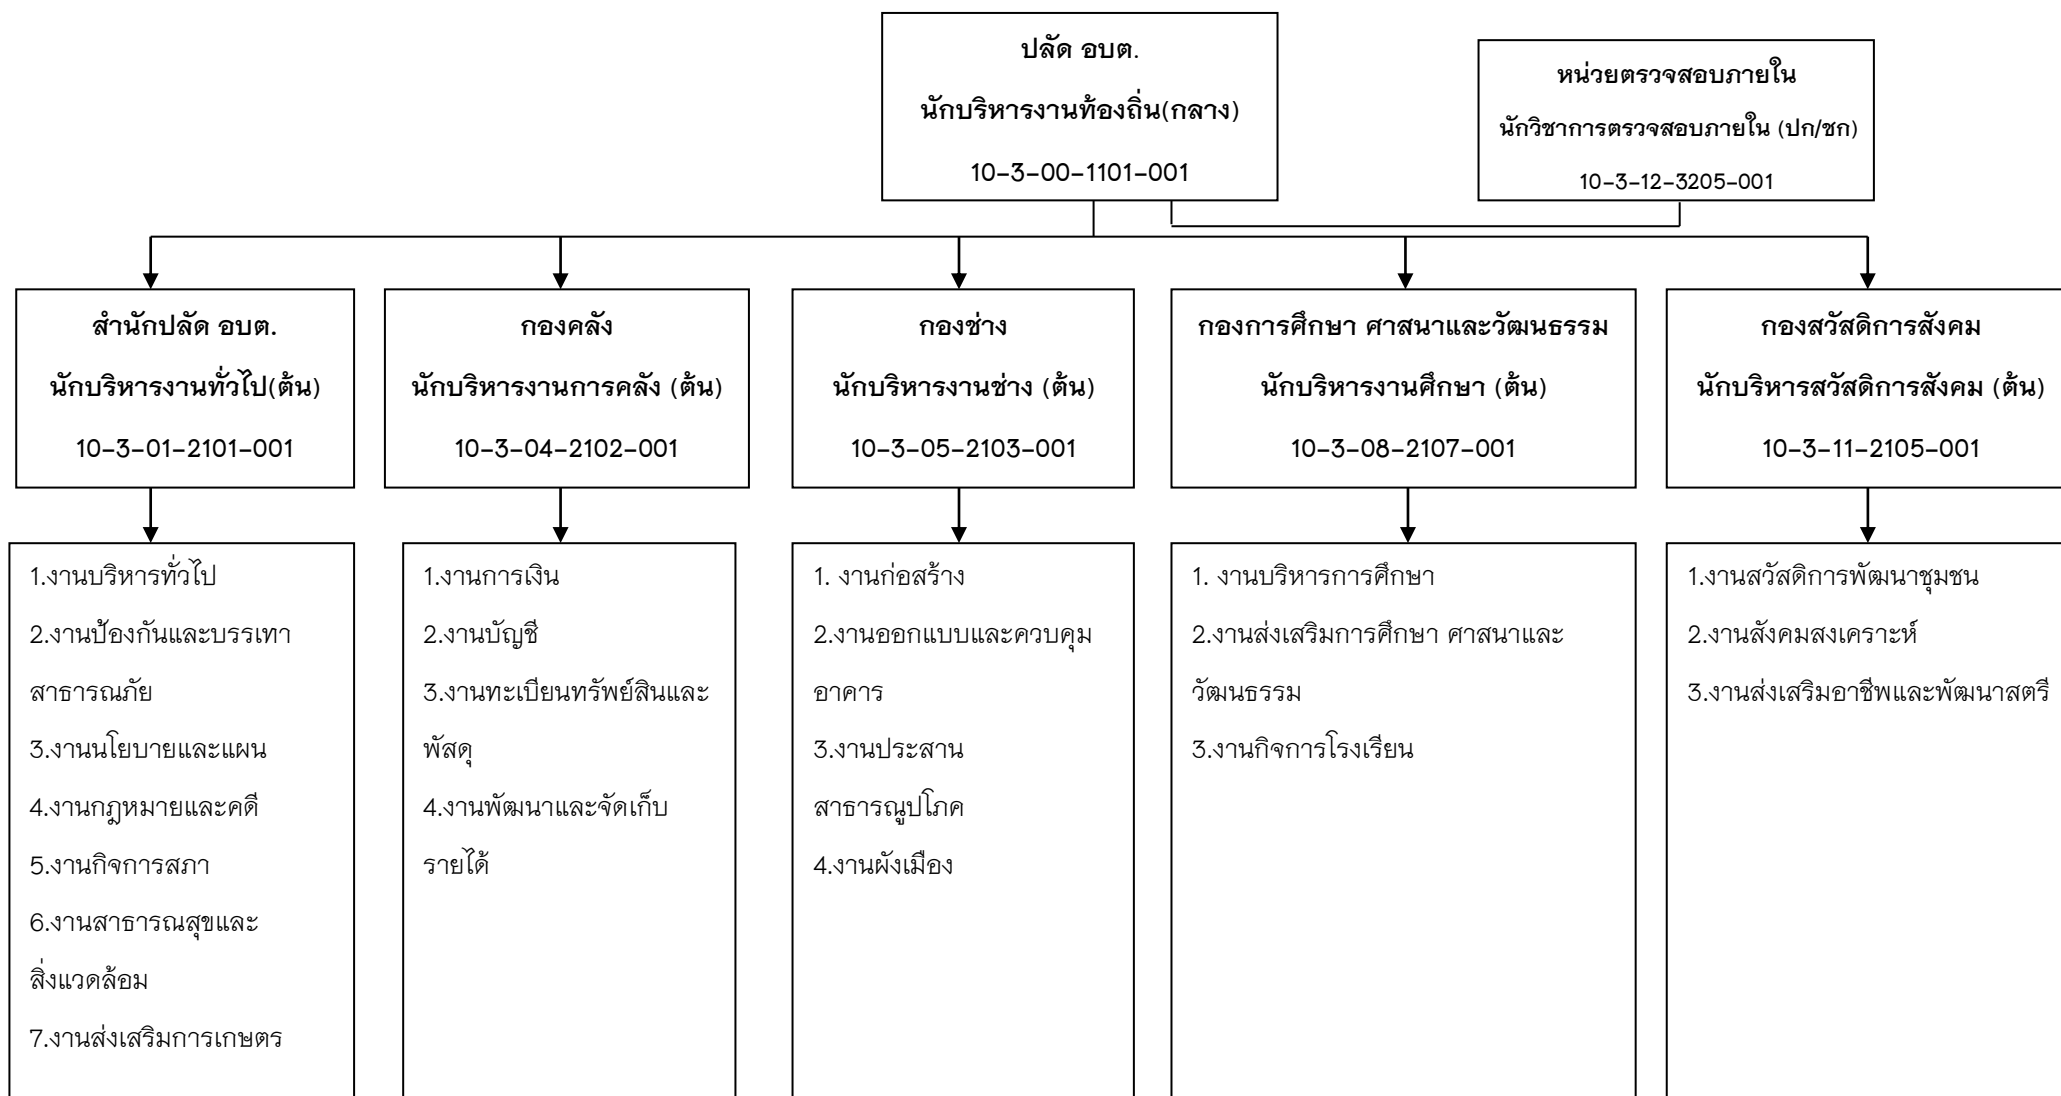 ปลัด อบต.
นักบริหารงานท้องถิ่น(กลาง)
10-3-00-1101-001
หน่วยตรวจสอบภายใน
นักวิชาการตรวจสอบภายใน (ปก/ชก)
10-3-12-3205-001
สำนักปลัด อบต.
นักบริหารงานทั่วไป(ต้น)
10-3-01-2101-001
กองคลัง
นักบริหารงานการคลัง (ต้น)
10-3-04-2102-001
กองช่าง
นักบริหารงานช่าง (ต้น)
10-3-05-2103-001
กองการศึกษา ศาสนาและวัฒนธรรม
นักบริหารงานศึกษา (ต้น)
10-3-08-2107-001
กองสวัสดิการสังคม
นักบริหารสวัสดิการสังคม (ต้น)
10-3-11-2105-001
1.งานบริหารทั่วไป
2.งานป้องกันและบรรเทา
สาธารณภัย
3.งานนโยบายและแผน
4.งานกฎหมายและคดี
5.งานกิจการสภา
6.งานสาธารณสุขและ
สิ่งแวดล้อม
7.งานส่งเสริมการเกษตร
1.งานการเงิน
2.งานบัญชี
3.งานทะเบียนทรัพย์สินและ
พัสดุ
4.งานพัฒนาและจัดเก็บ
รายได้
1. งานก่อสร้าง
2.งานออกแบบและควบคุม
อาคาร
3.งานประสาน
สาธารณูปโภค
4.งานผังเมือง
1. งานบริหารการศึกษา
2.งานส่งเสริมการศึกษา ศาสนาและ
วัฒนธรรม
3.งานกิจการโรงเรียน
1.งานสวัสดิการพัฒนาชุมชน
2.งานสังคมสงเคราะห์
3.งานส่งเสริมอาชีพและพัฒนาสตรี